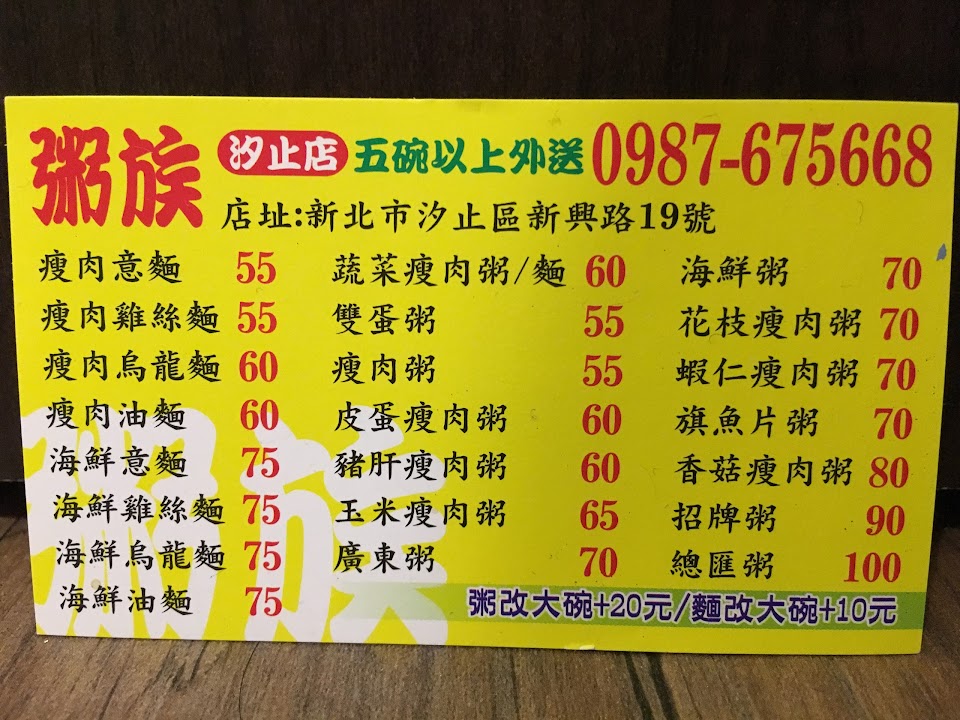 粥族 汐止店 五碗以上外送 0987-675668
店址:新北市汐止區新興路19號
瘦肉意麵 55
瘦肉雞絲麵 55
瘦肉烏龍麵 60
瘦肉油麵 60
海鮮意麵 75
海鮮雞絲麵 75
海鮮烏龍麵 75
海鮮油麵 75
蔬菜瘦肉粥/麵 60
雙蛋粥 55
瘦肉粥 55
皮蛋瘦肉粥 60
豬肝瘦肉粥 60
玉米瘦肉粥 65
廣東粥 70
海鮮粥 70
花枝瘦肉粥 70
蝦仁瘦肉粥 70
旗魚片粥 70
香菇瘦肉粥 80
招牌粥 90
總匯粥 100
粥改大碗+20元/麵改大碗+10元
粥族